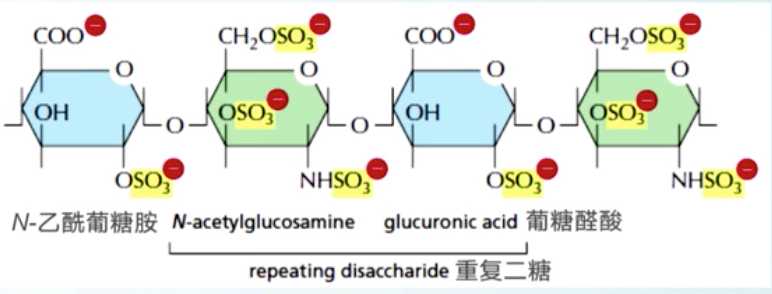 COO⊖ CH₂OSO₃⊖ COO⊖ CH₂OSO₃⊖
O O O O
OH OSO₃⊖ OH OSO₃⊖
O O O
OSO₃⊖ NHSO₃⊖ OSO₃⊖ NHSO₃⊖
N-乙酰葡糖胺 N-acetylglucosamine glucuronic acid 葡糖醛酸
repeating disaccharide 重复二糖